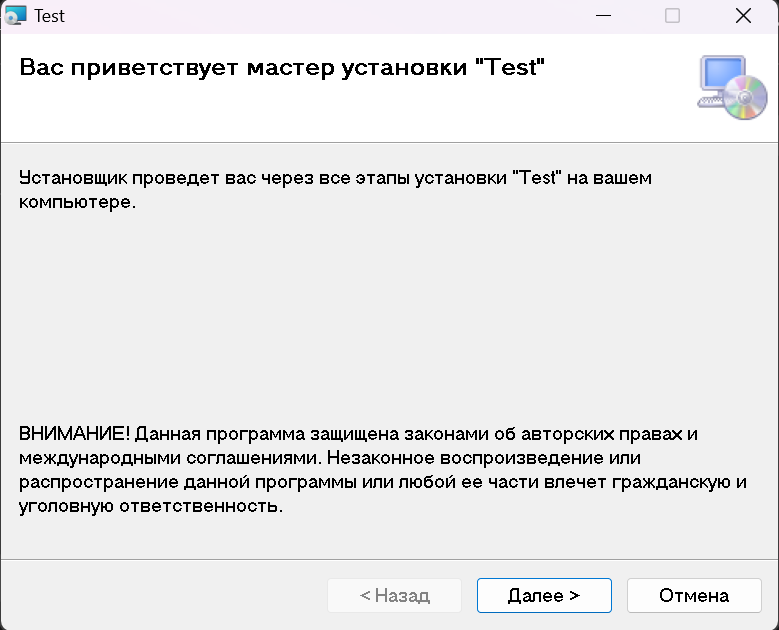 Test
Вас приветствует мастер установки "Test"
Установщик проведет вас через все этапы установки "Test" на вашем
компьютере.
ВНИМАНИЕ! Данная программа защищена законами об авторских правах и
международными соглашениями. Незаконное воспроизведение или
распространение данной программы или любой ее части влечет гражданскую и
уголовную ответственность.
< Назад
Далее >
Отмена